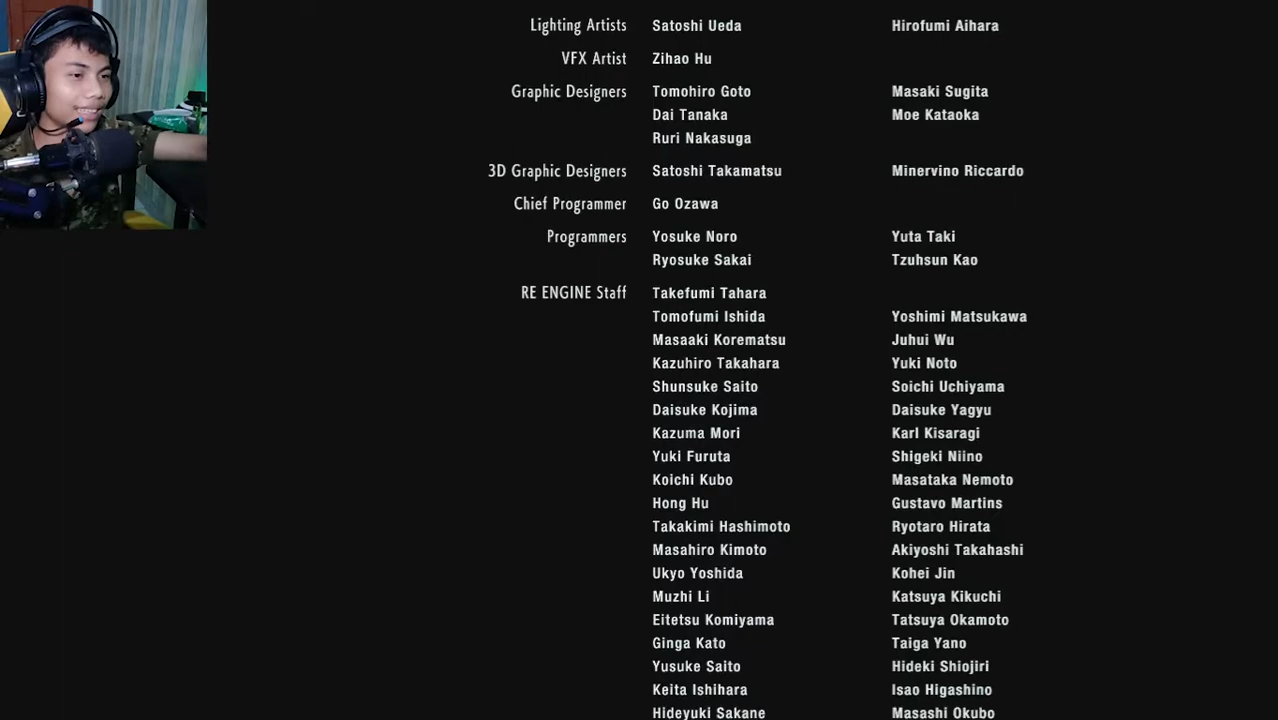 Lighting Artists Satoshi Ueda Hirofumi Aihara
VFX Artist Zihao Hu
Graphic Designers Tomohiro Goto Masaki Sugita
Dai Tanaka Moe Kataoka
Ruri Nakasuga
3D Graphic Designers Satoshi Takamatsu Minervino Riccardo
Chief Programmer Go Ozawa
Programmers Yosuke Noro Yuta Taki
Ryosuke Sakai Tzuhsun Kao
RE ENGINE Staff Takefumi Tahara
Tomofumi Ishida Yoshimi Matsukawa
Masaaki Korematsu Juhui Wu
Kazuhiro Takahara Yuki Noto
Shunsuke Saito Soichi Uchiyama
Daisuke Kojima Daisuke Yagyu
Kazuma Mori Karl Kisaragi
Yuki Furuta Shigeki Niino
Koichi Kubo Masataka Nemoto
Hong Hu Gustavo Martins
Takakimi Hashimoto Ryotaro Hirata
Masahiro Kimoto Akiyoshi Takahashi
Ukyo Yoshida Kohei Jin
Muzhi Li Katsuya Kikuchi
Eitetsu Komiyama Tatsuya Okamoto
Ginga Kato Taiga Yano
Yusuke Saito Hideki Shiojiri
Keita Ishihara Isao Higashino
Hideyuki Sakane Masashi Okubo